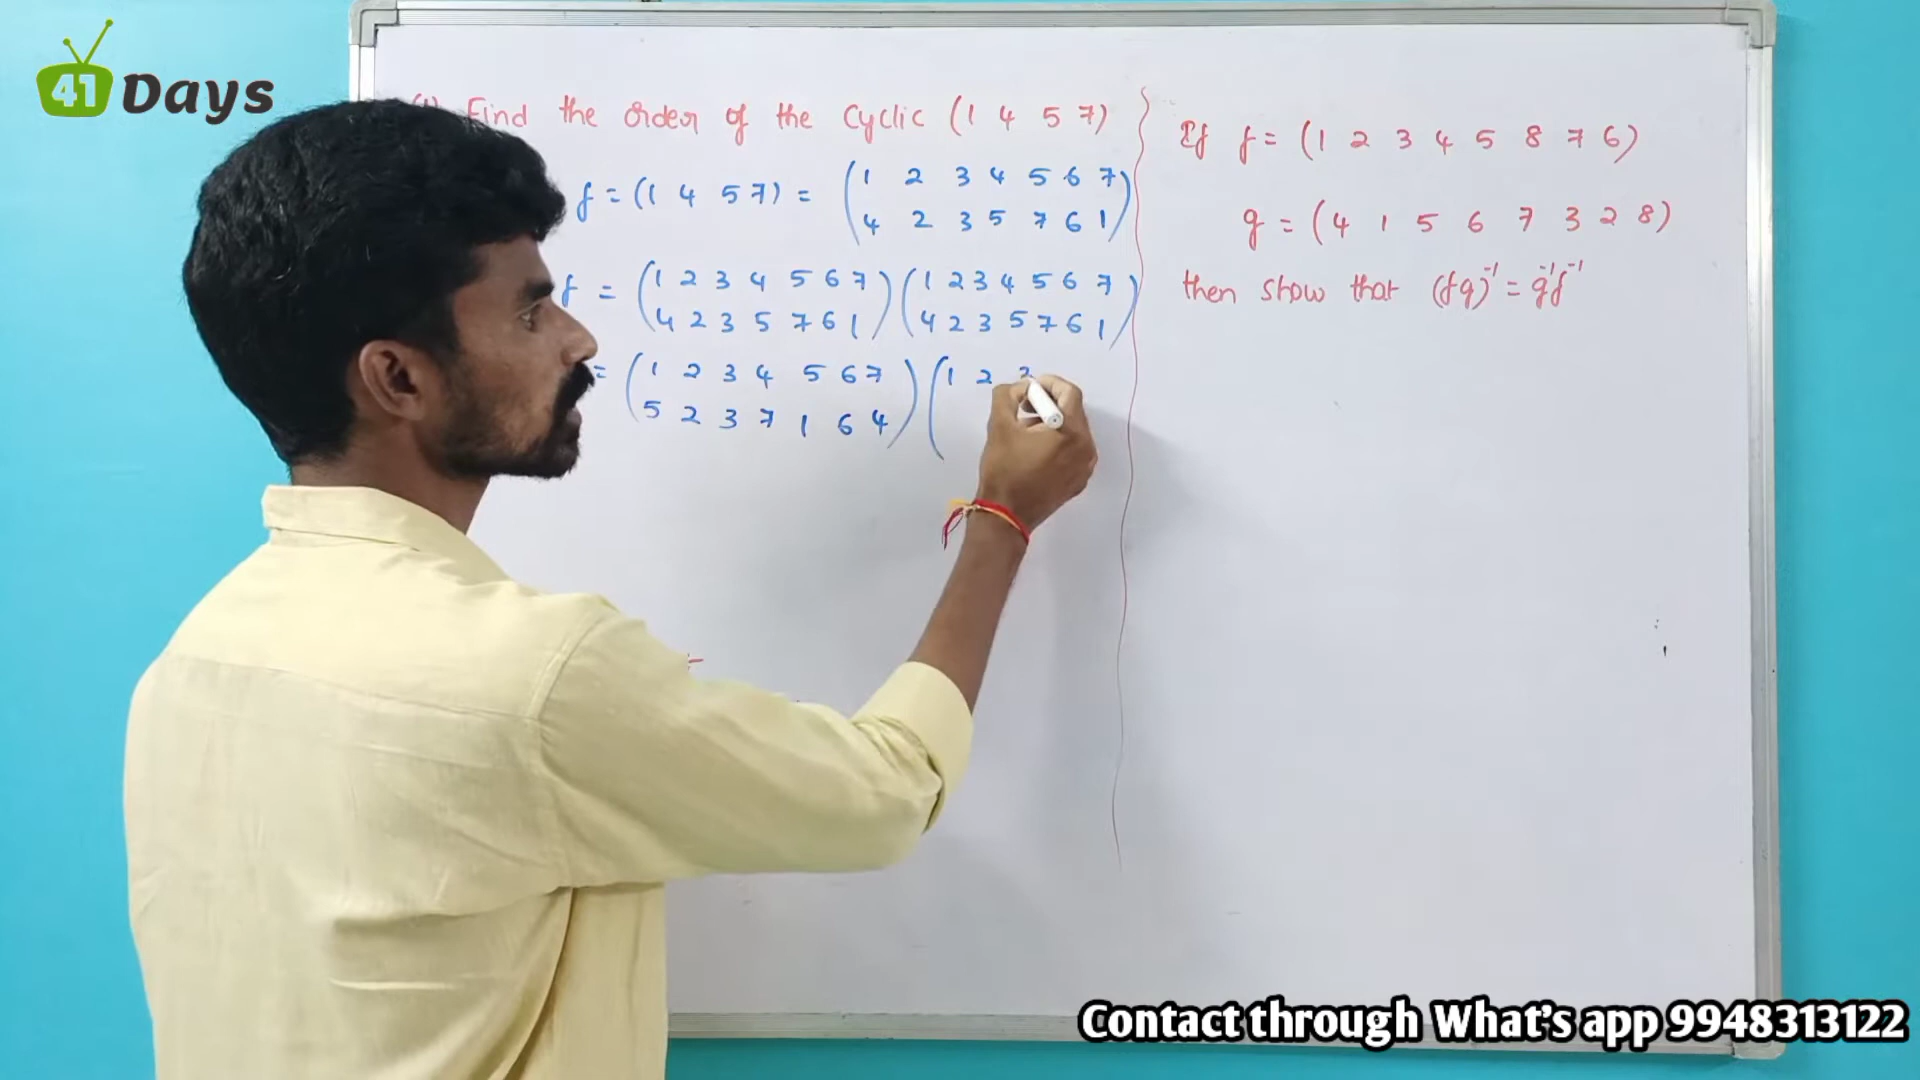 41 Days
Find the order of the Cyclic (1 4 5 7)
f = (1 4 5 7) = (1 2 3 4 5 6 7
4 2 3 5 7 6 1)
f = (1 2 3 4 5 6 7 (1 2 3 4 5 6 7
4 2 3 5 7 6 1) 4 2 3 5 7 6 1)
= (1 2 3 4 5 6 7 (1 2
5 2 3 7 1 6 4)
If f = (1 2 3 4 5 8 7 6)
g = (4 1 5 6 7 3 2 8)
then show that (fg)⁻¹ = g⁻¹f⁻¹
Contact through What's app 9948313122